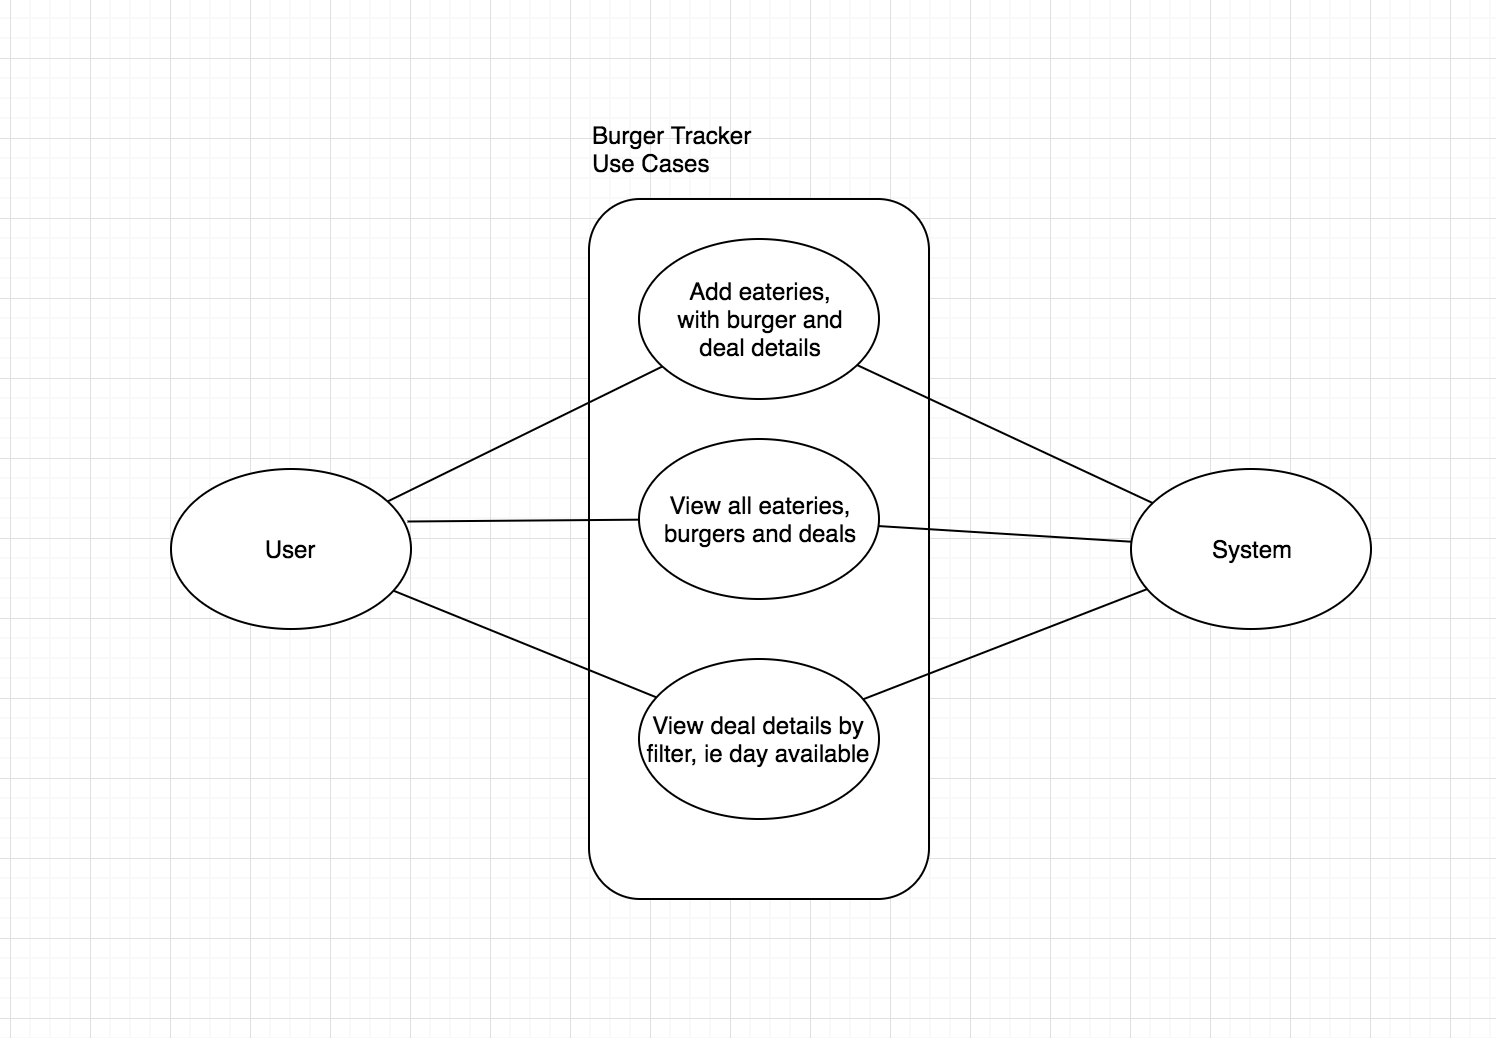 Burger Tracker
Use Cases
Add eateries,
with burger and
deal details
View all eateries,
burgers and deals
User
System
View deal details by
filter, ie day available